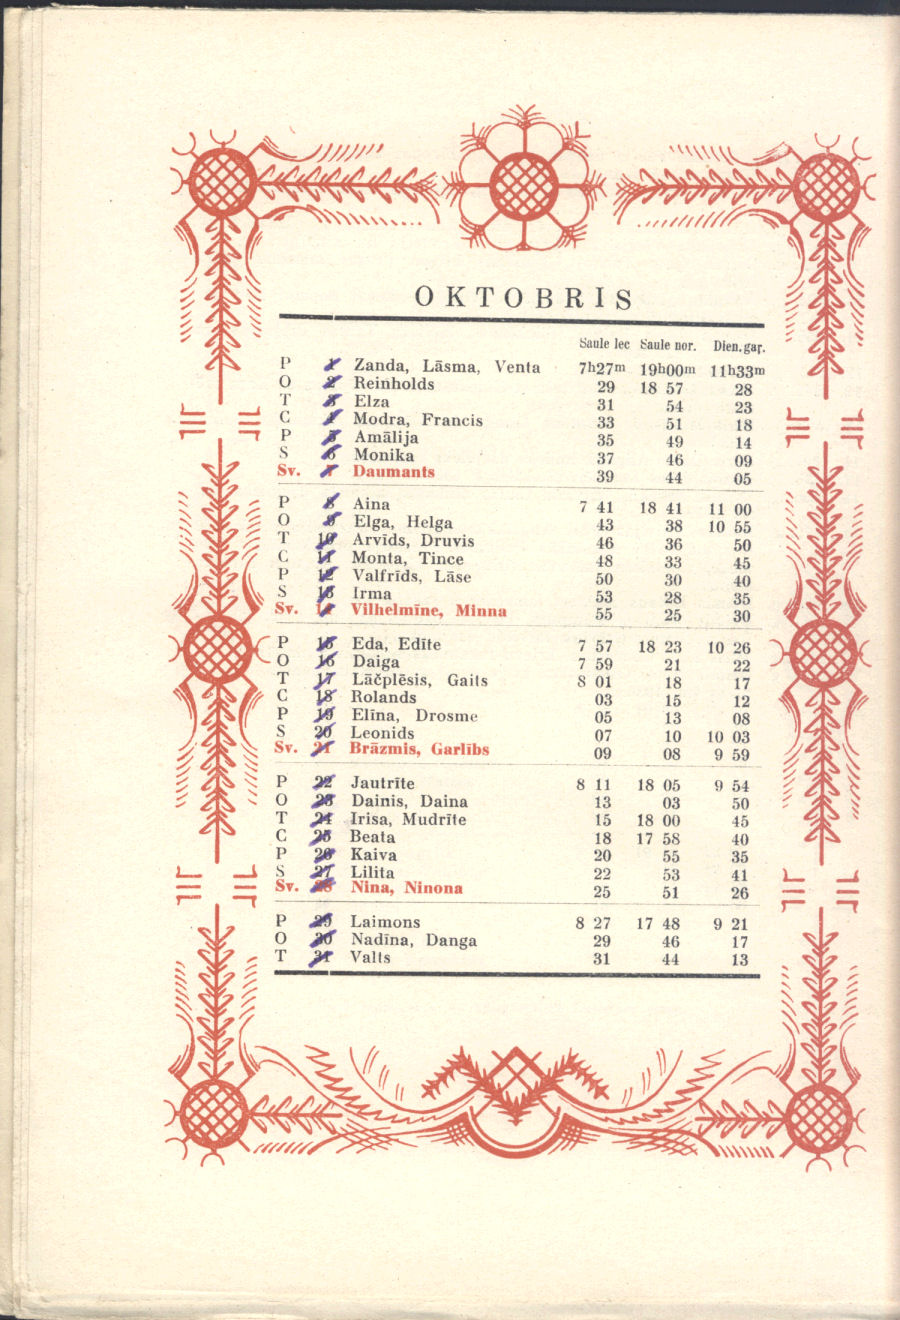 OKTOBRIS
Saule lec Saule nor. Dien. gaŗ.
P 1 Zanda, Lāsma, Venta 7h27m 19h00m 11h33m
O 2 Reinholds 29 18 57 28
T 3 Elza 31 54 23
C 4 Modra, Francis 33 51 18
P 5 Amālija 35 49 14
S 6 Monika 37 46 09
Sv. 7 Daumants 39 44 05
P 8 Aina 7 41 18 41 11 00
O 9 Elga, Helga 43 38 10 55
T 10 Arvīds, Druvis 46 36 50
C 11 Monta, Tince 48 33 45
P 12 Valfrīds, Lāse 50 30 40
S 13 Irma 53 28 35
Sv. 14 Vilhelmīne, Minna 55 25 30
P 15 Eda, Edīte 7 57 18 23 10 26
O 16 Daiga 7 59 21 22
T 17 Lāčplēsis, Gaits 8 01 18 17
C 18 Rolands 03 15 12
P 19 Elīna, Drosme 05 13 08
S 20 Leonids 07 10 10 03
Sv. 21 Brāzmis, Garlībs 09 08 9 59
P 22 Jautrīte 8 11 18 05 9 54
O 23 Dainis, Daina 13 03 50
T 24 Irisa, Mudrīte 15 18 00 45
C 25 Beata 18 17 58 40
P 26 Kaiva 20 55 35
S 27 Lilita 22 53 41
Sv. 28 Nina, Ninona 25 51 26
P 29 Laimons 8 27 17 48 9 21
O 30 Nadīna, Danga 29 46 17
T 31 Valts 31 44 13